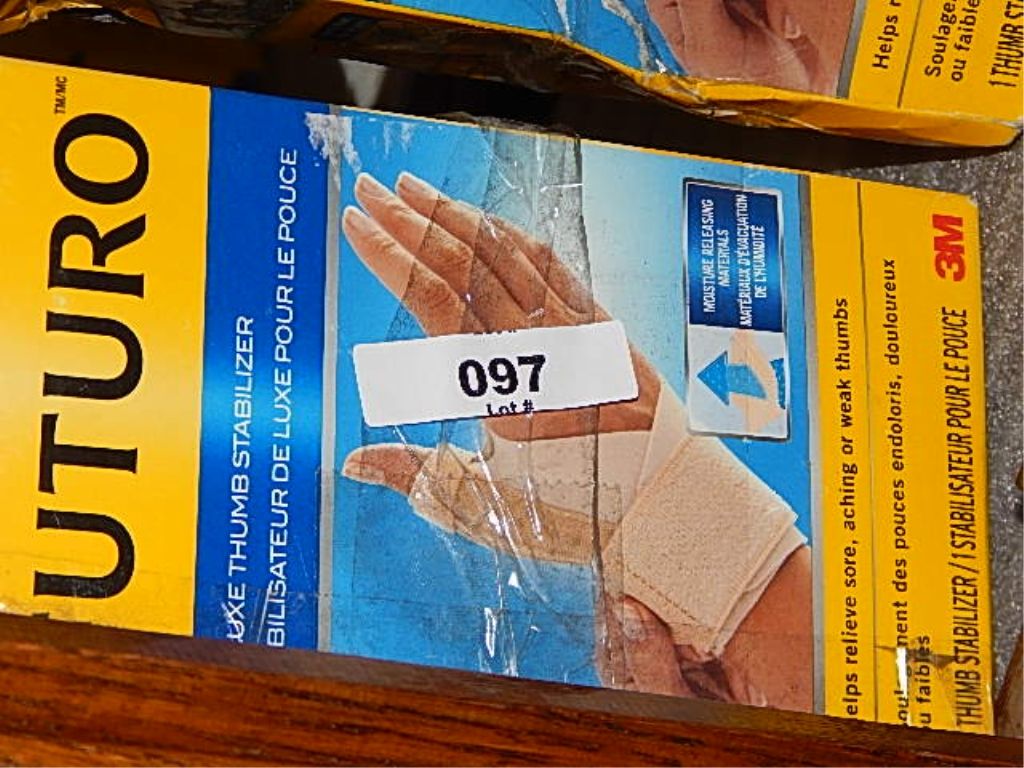 UTURO TM/MC
UXE THUMB STABILIZER
BILISATEUR DE LUXE POUR LE POUCE
097
Lot #
MOISTURE RELEASING
MATERIALS
MATÉRIAUX D'ÉVACUATION
DE L'HUMIDITÉ
elps relieve sore, aching or weak thumbs
ment des pouces endoloris, douloureux
u faibles
THUMB STABILIZER / 1 STABILISATEUR POUR LE POUCE
3M
Helps r
Soulage
ou faible
1 THUMB ST